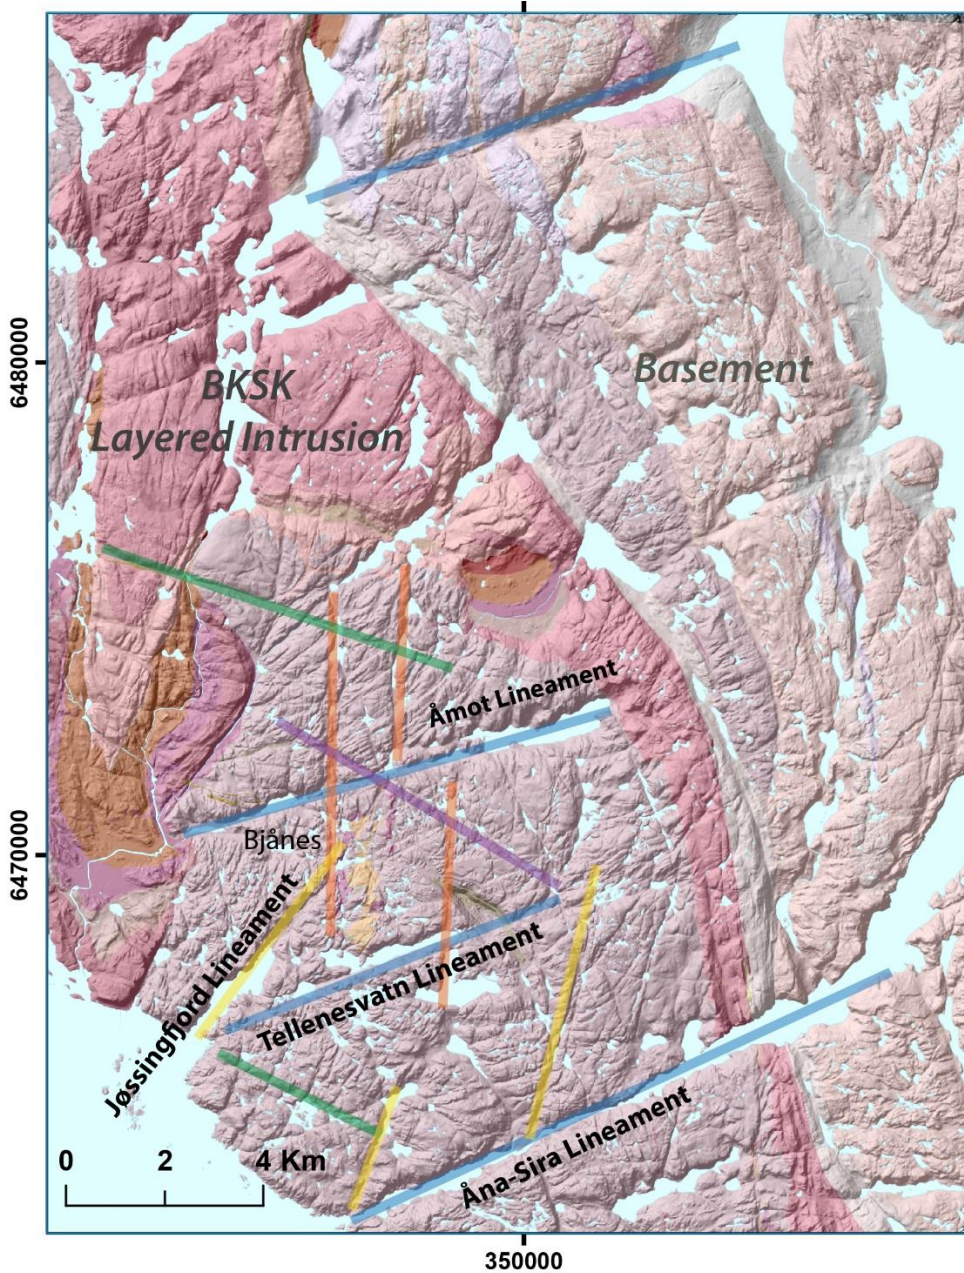 6480000
BKSK
Layered Intrusion
Basement
Åmot Lineament
6470000
Bjånes
Jøssingfjord Lineament
Tellenesvatn Lineament
Åna-Sira Lineament
0 2 4 Km
350000